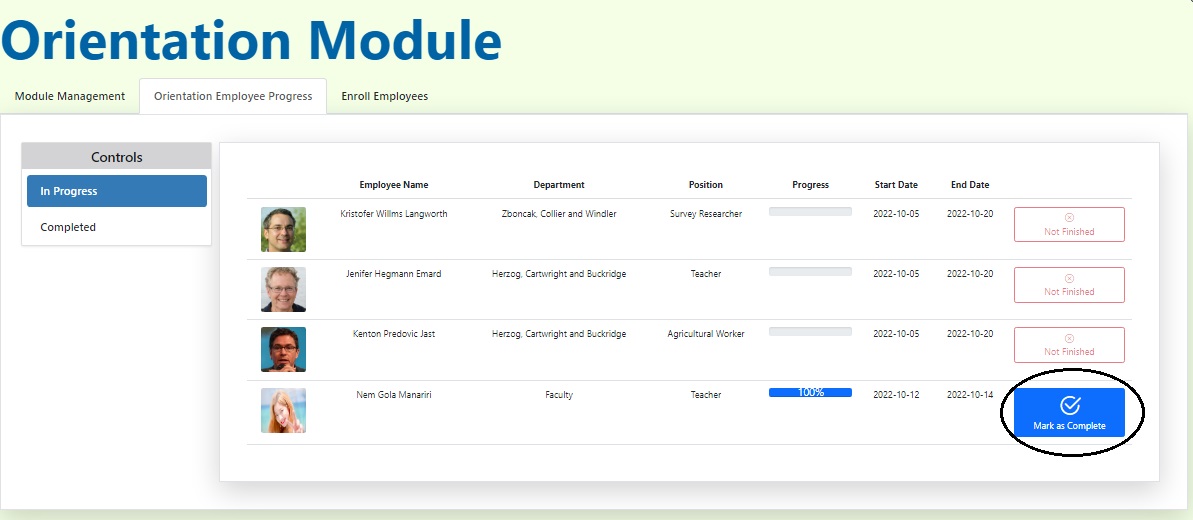 Orientation Module
Module Management Orientation Employee Progress Enroll Employees
Controls
In Progress
Completed
Employee Name Department Position Progress Start Date End Date
Kristofer Willms Langworth Zboncak, Collier and Windler Survey Researcher 2022-10-05 2022-10-20
Not Finished
Jenifer Hegmann Emard Herzog, Cartwright and Buckridge Teacher 2022-10-05 2022-10-20
Not Finished
Kenton Predovic Jast Herzog, Cartwright and Buckridge Agricultural Worker 2022-10-05 2022-10-20
Not Finished
Nem Gola Manariri Faculty Teacher 100% 2022-10-12 2022-10-14
Mark as Complete